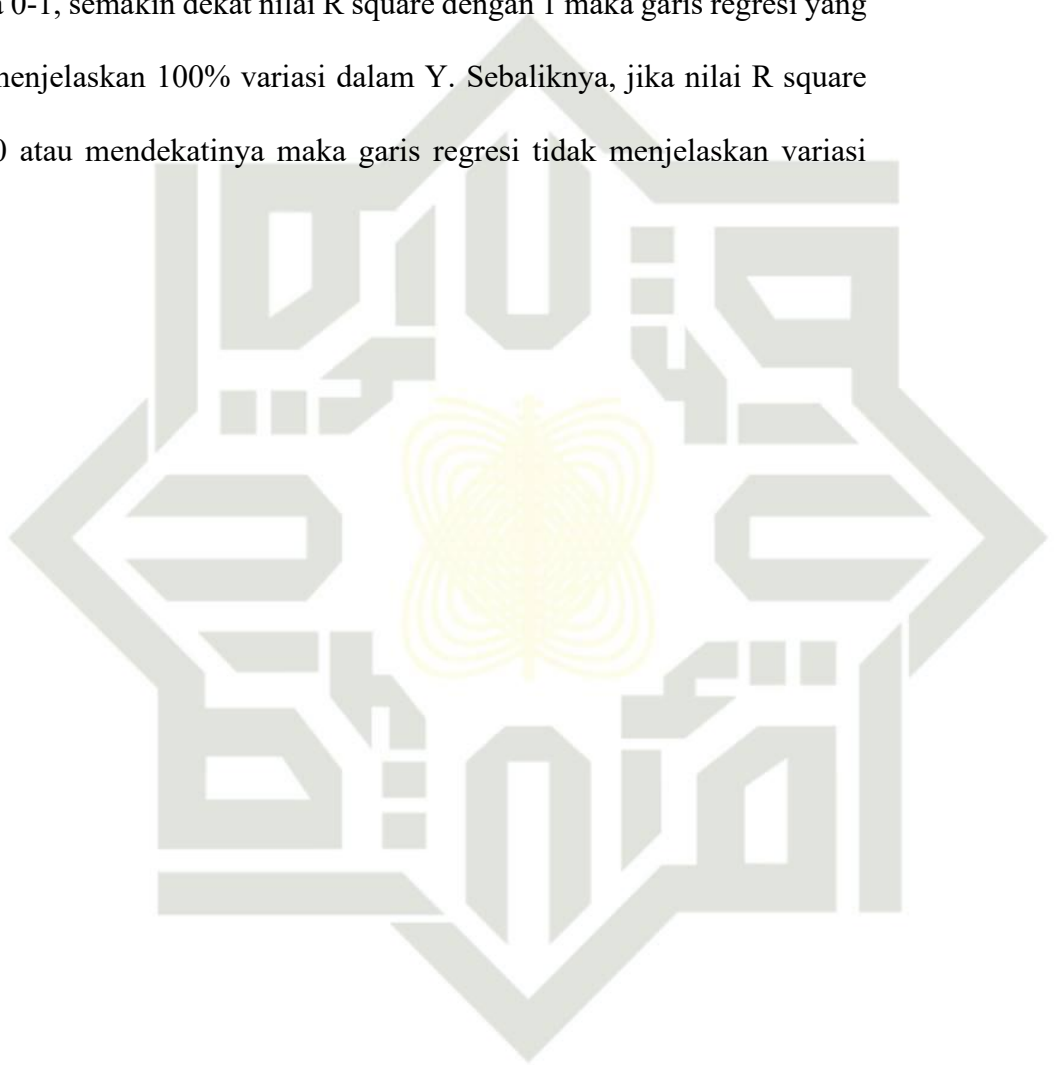 0-1, semakin dekat nilai R square dengan 1 maka garis regresi yang
menjelaskan 100% variasi dalam Y. Sebaliknya, jika nilai R square
0 atau mendekatinya maka garis regresi tidak menjelaskan variasi